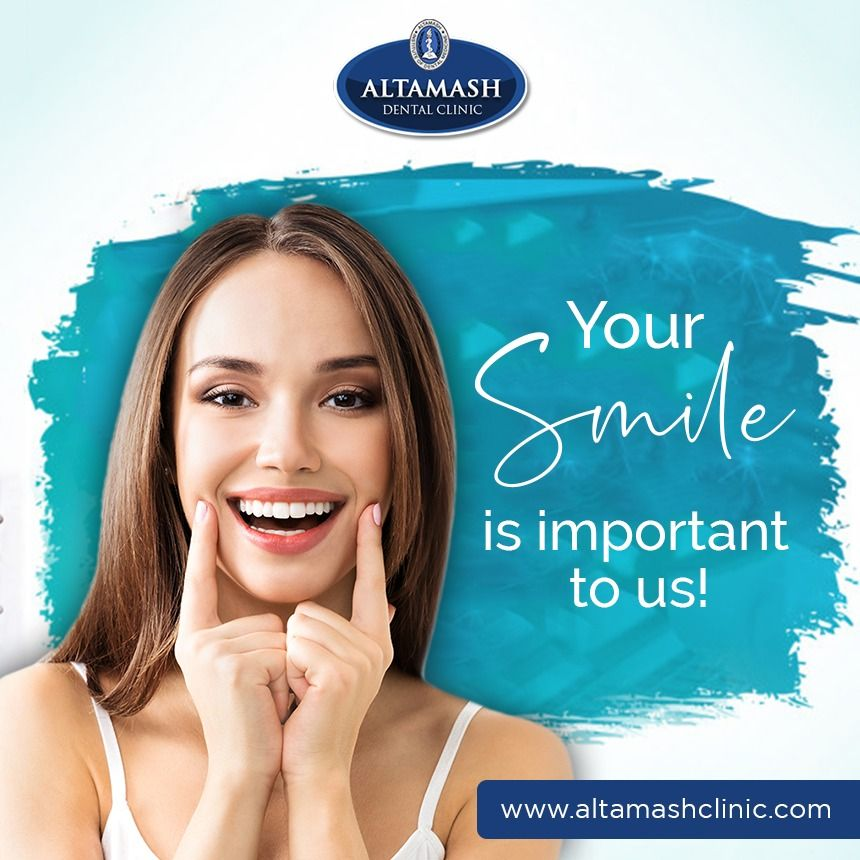 ALTAMASH
DENTAL CLINIC
Your
Smile
is important
to us!
www.altamashclinic.com